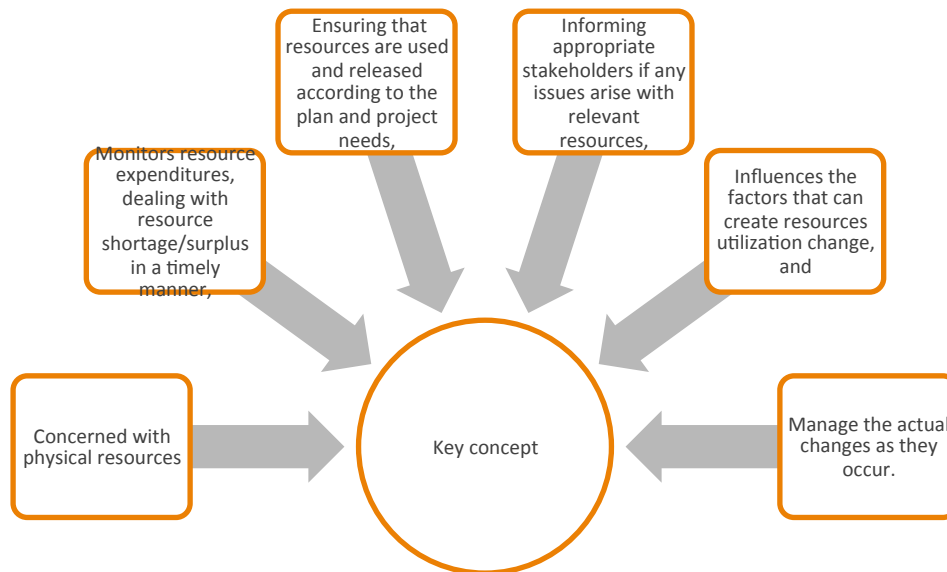 Concerned with
physical resources
Monitors resource
expenditures,
dealing with
resource
shortage/surplus
in a timely
manner,
Ensuring that
resources are used
and released
according to the
plan and project
needs,
Informing
appropriate
stakeholders if any
issues arise with
relevant
resources,
Influences the
factors that can
create resources
utilization change,
and
Manage the actual
changes as they
occur.
Key concept